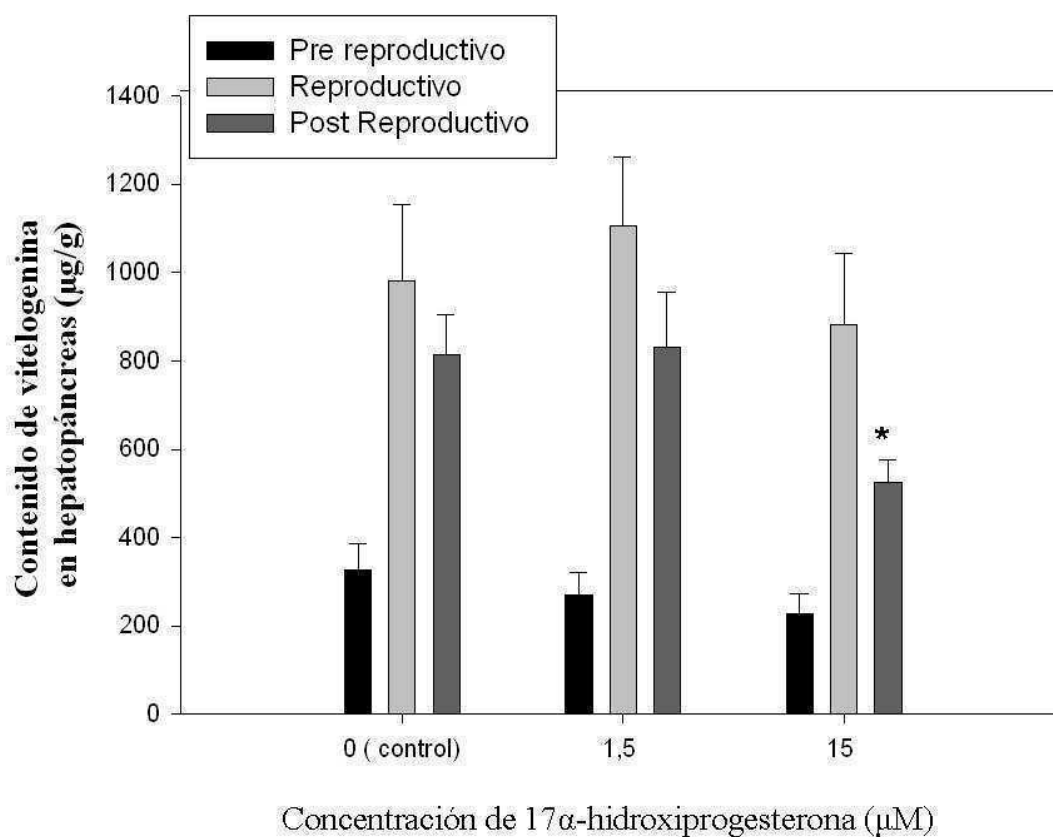 Pre reproductivo
Reproductivo
Post Reproductivo
1400
1200
1000
800
600
400
200
0
Contenido de vitelogenina
en hepatopáncreas (µg/g)
*
0 ( control)
1,5
15
Concentración de 17α-hidroxiprogesterona (µM)